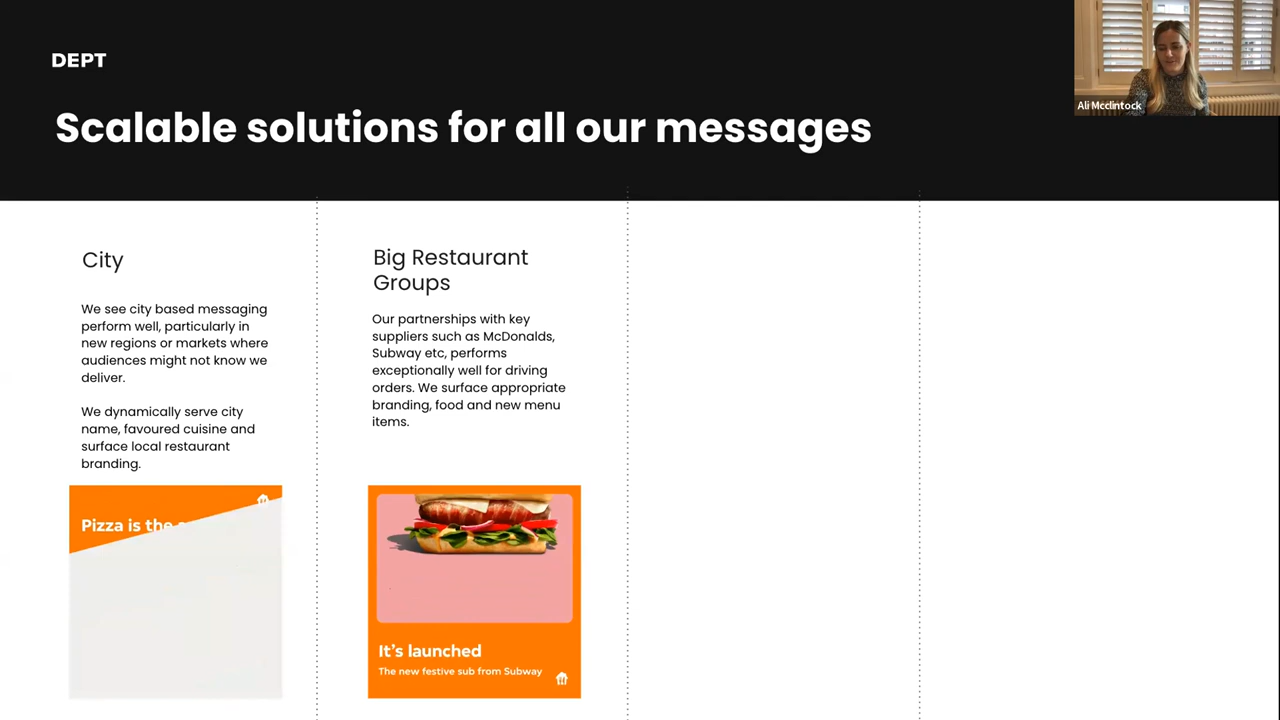 DEPT
Ali Mcclintock
Scalable solutions for all our messages
City
We see city based messaging
perform well, particularly in
new regions or markets where
audiences might not know we
deliver.
We dynamically serve city
name, favoured cuisine and
surface local restaurant
branding.
Pizza is the
Big Restaurant
Groups
Our partnerships with key
suppliers such as McDonalds,
Subway etc, performs
exceptionally well for driving
orders. We surface appropriate
branding, food and new menu
items.
It's launched
The new festive sub from Subway